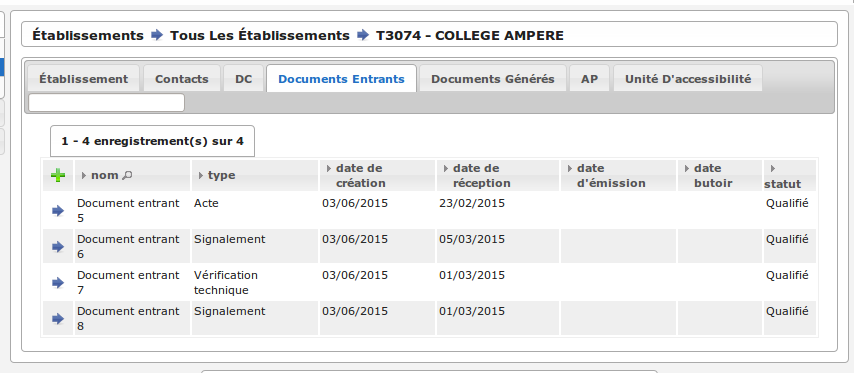 Établissements Tous Les Établissements T3074 - COLLEGE AMPERE
Établissement Contacts DC Documents Entrants Documents Générés AP Unité D'accessibilité
1 - 4 enregistrement(s) sur 4
nom type date de création date de réception date d'émission date butoir statut
Document entrant 5 Acte 03/06/2015 23/02/2015 Qualifié
Document entrant 6 Signalement 03/06/2015 05/03/2015 Qualifié
Document entrant 7 Vérification technique 03/06/2015 01/03/2015 Qualifié
Document entrant 8 Signalement 03/06/2015 01/03/2015 Qualifié